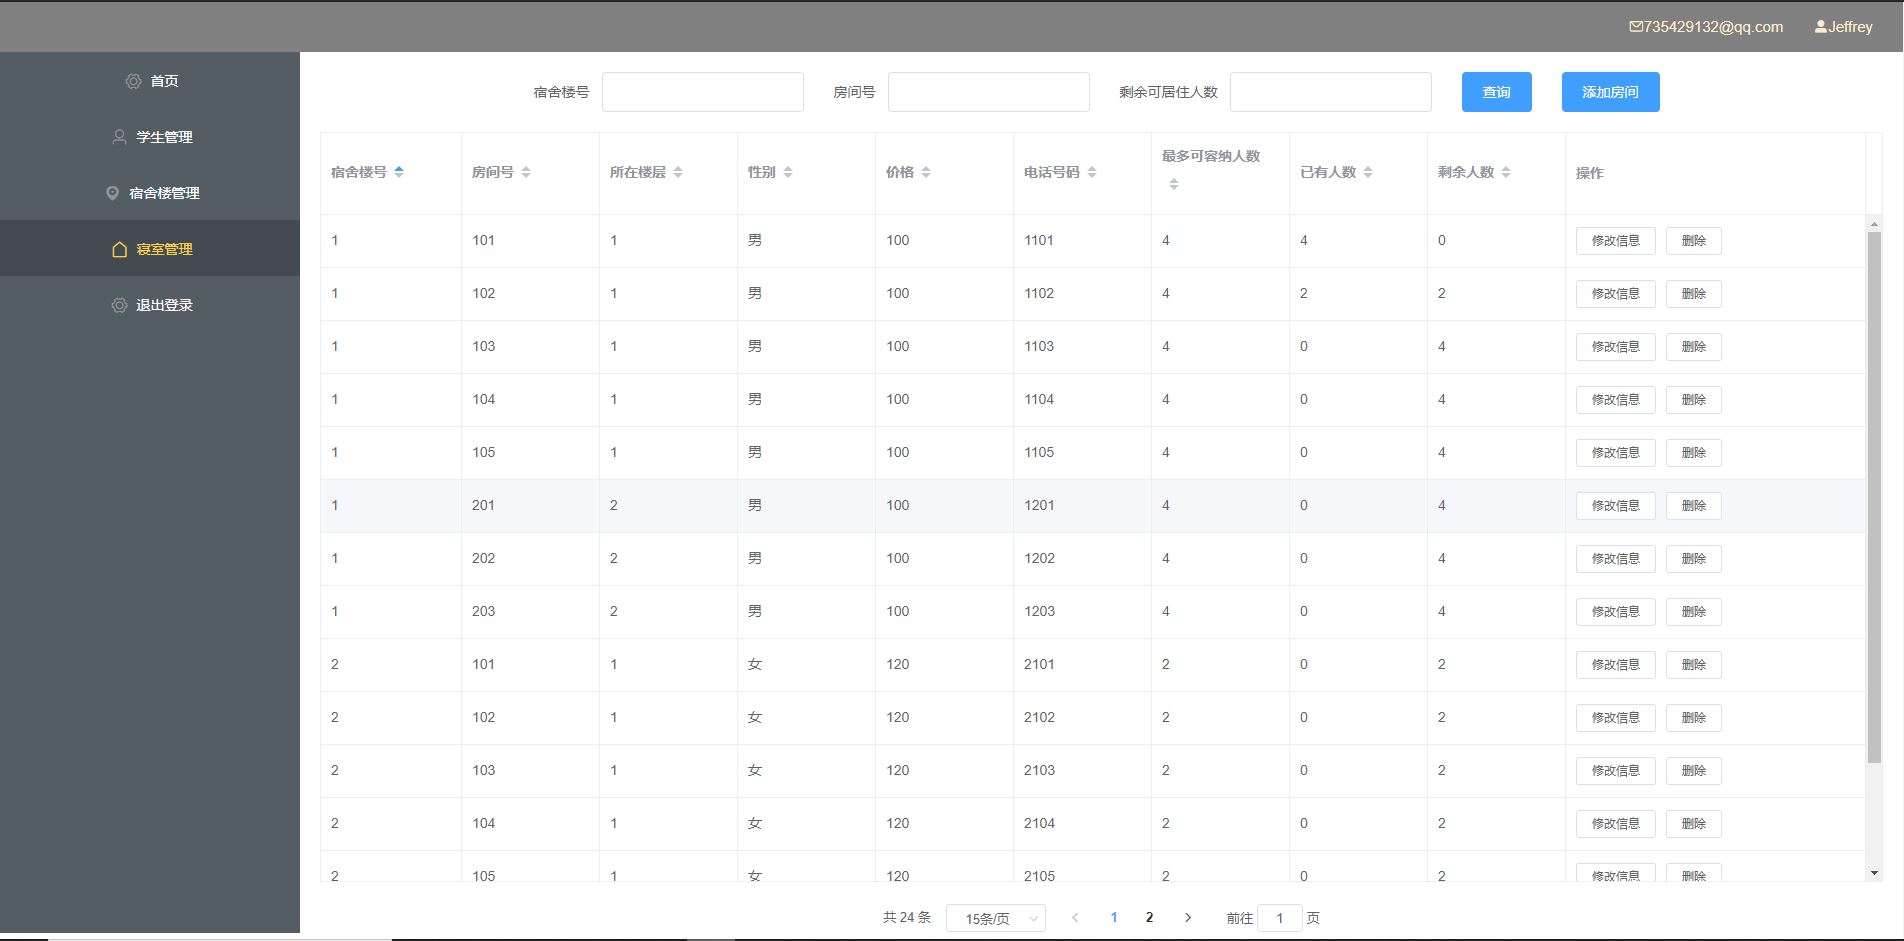 735429132@qq.com Jeffrey
首页
学生管理
宿舍楼管理
寝室管理
退出登录
宿舍楼号 房间号 剩余可居住人数 查询 添加房间
宿舍楼号 房间号 所在楼层 性别 价格 电话号码 最多可容纳人数 已有人数 剩余人数 操作
1 101 1 男 100 1101 4 4 0 修改信息 删除
1 102 1 男 100 1102 4 2 2 修改信息 删除
1 103 1 男 100 1103 4 0 4 修改信息 删除
1 104 1 男 100 1104 4 0 4 修改信息 删除
1 105 1 男 100 1105 4 0 4 修改信息 删除
1 201 2 男 100 1201 4 0 4 修改信息 删除
1 202 2 男 100 1202 4 0 4 修改信息 删除
1 203 2 男 100 1203 4 0 4 修改信息 删除
2 101 1 女 120 2101 2 0 2 修改信息 删除
2 102 1 女 120 2102 2 0 2 修改信息 删除
2 103 1 女 120 2103 2 0 2 修改信息 删除
2 104 1 女 120 2104 2 0 2 修改信息 删除
2 105 1 女 120 2105 2 0 2 修改信息 删除
共 24 条 15条/页 1 2 前往 1 页